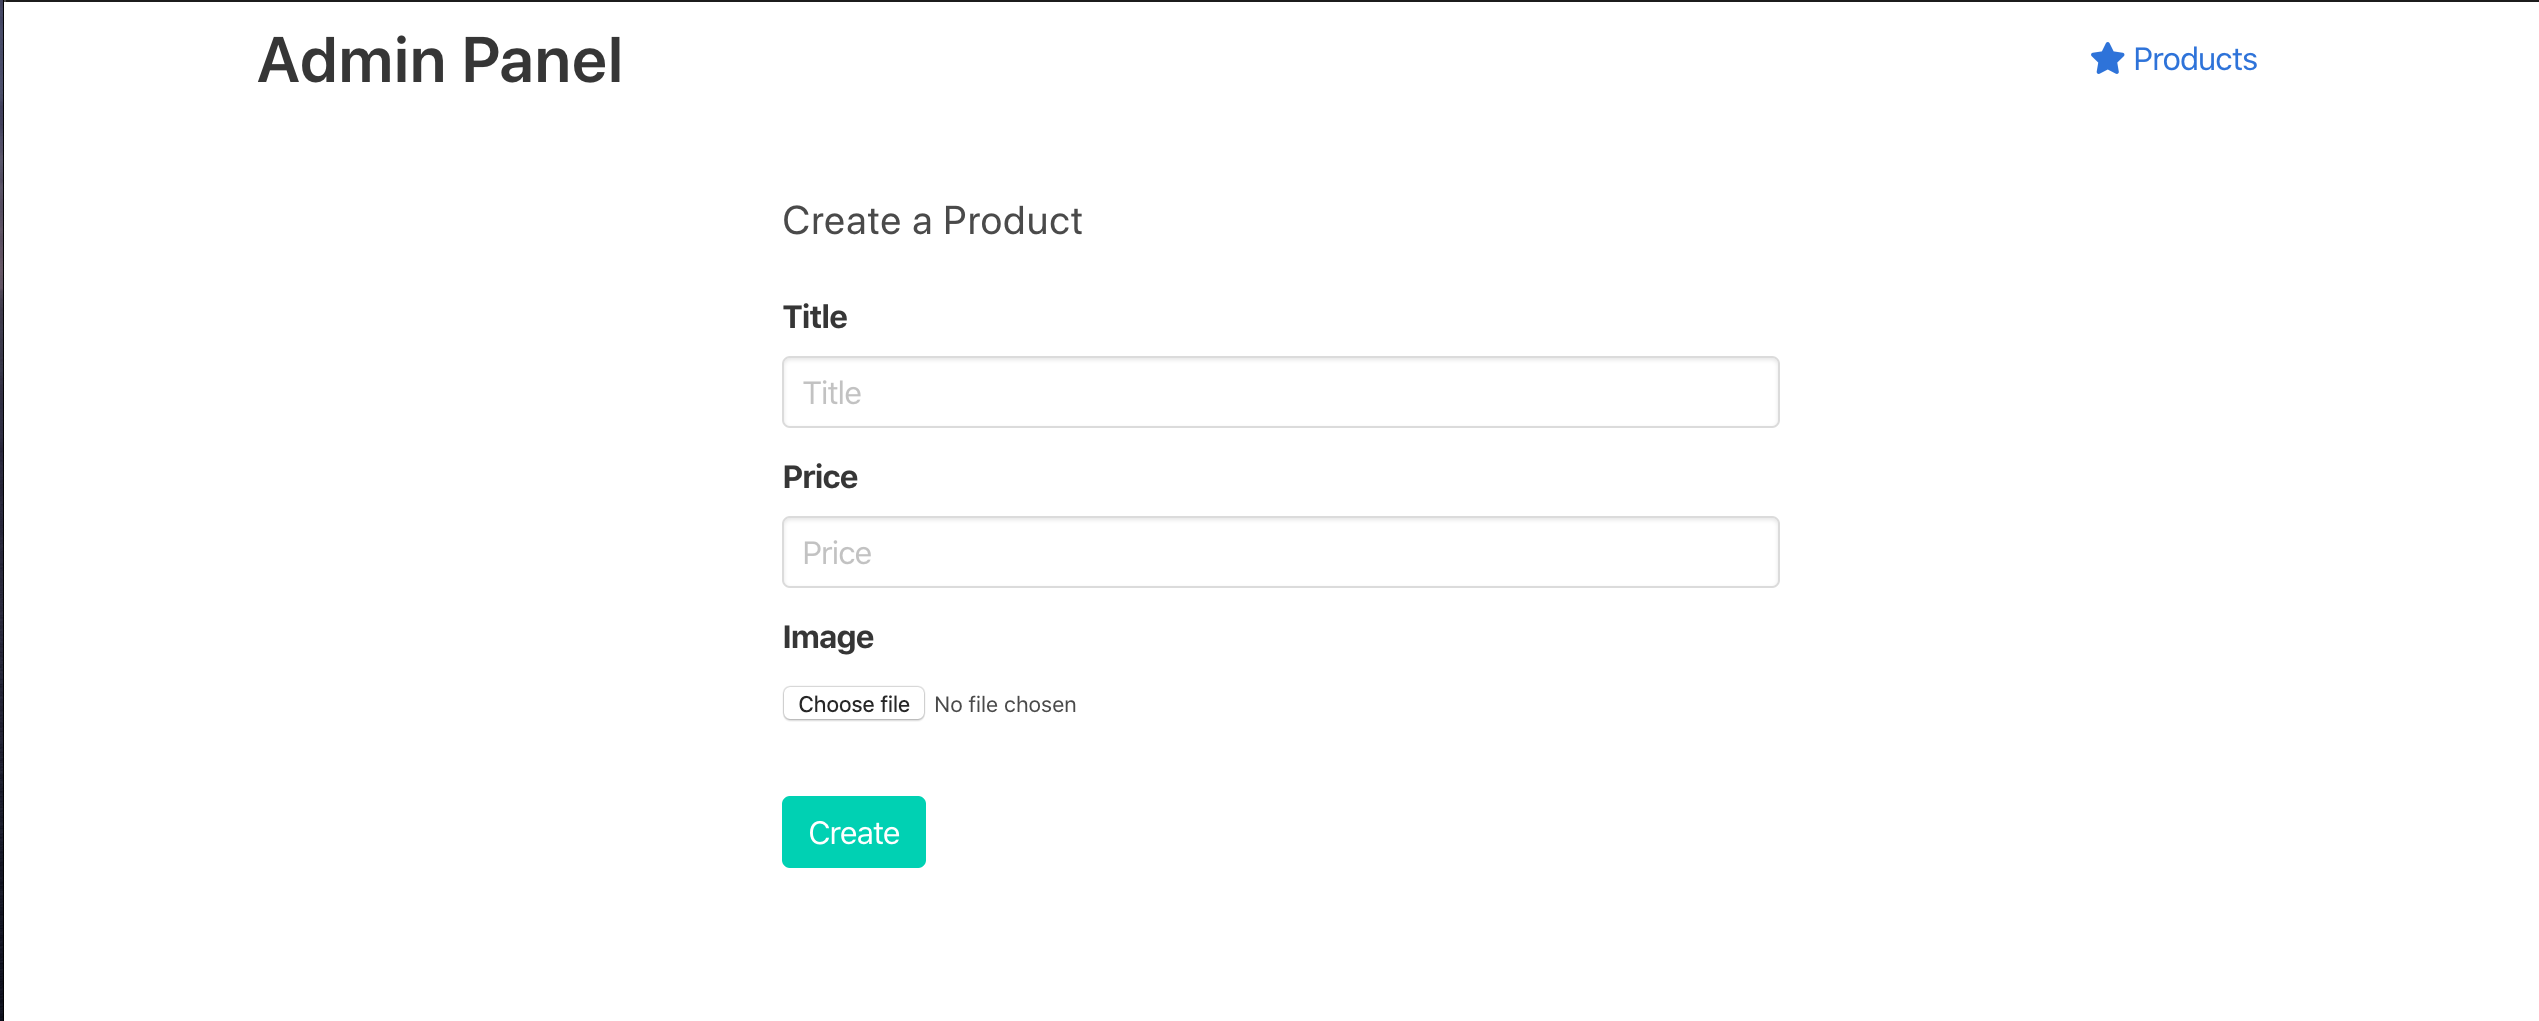 Admin Panel
Products
Create a Product
Title
Title
Price
Price
Image
Choose file No file chosen
Create